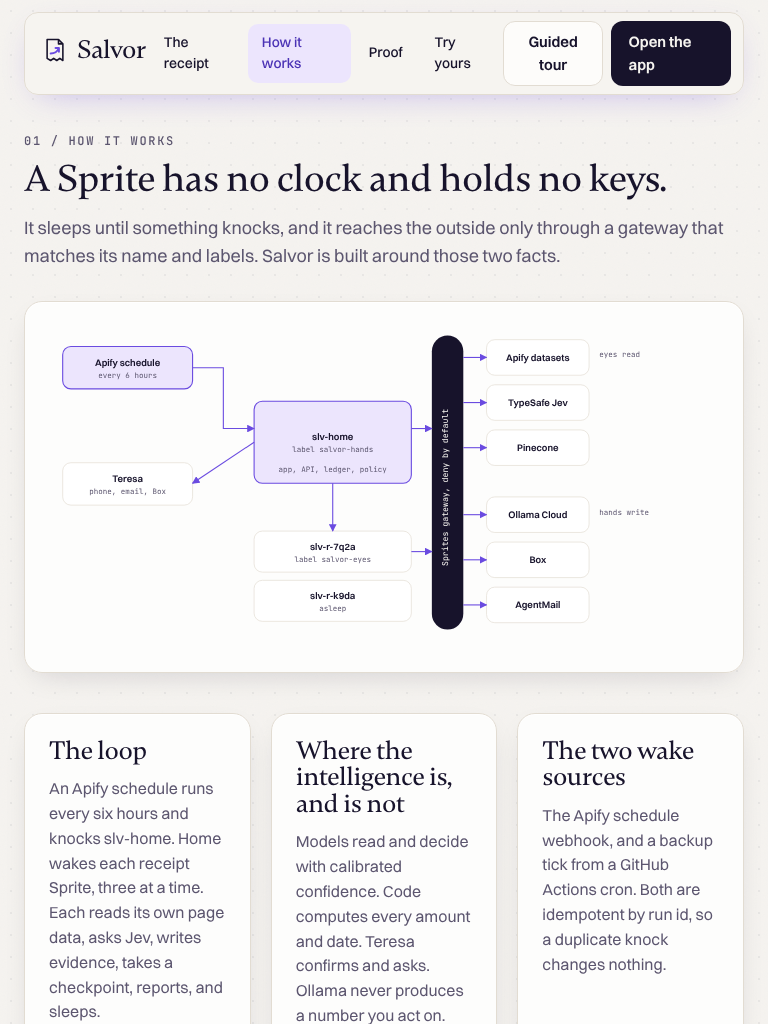 Salvor
The receipt
How it works
Proof
Try yours
Guided tour
Open the app
01 / HOW IT WORKS
A Sprite has no clock and holds no keys.
It sleeps until something knocks, and it reaches the outside only through a gateway that
matches its name and labels. Salvor is built around those two facts.
Apify schedule
every 6 hours
Teresa
phone, email, Box
slv-home
label salvor-hands
app, API, ledger, policy
slv-r-7q2a
label salvor-eyes
slv-r-k9da
asleep
Sprites gateway, deny by default
Apify datasets
eyes read
TypeSafe Jev
Pinecone
Ollama Cloud
hands write
Box
AgentMail
The loop
An Apify schedule runs
every six hours and
knocks slv-home. Home
wakes each receipt
Sprite, three at a time.
Each reads its own page
data, asks Jev, writes
evidence, takes a
checkpoint, reports, and
sleeps.
Where the
intelligence is,
and is not
Models read and decide
with calibrated
confidence. Code
computes every amount
and date. Teresa
confirms and asks.
Ollama never produces
a number you act on.
The two wake
sources
The Apify schedule
webhook, and a backup
tick from a GitHub
Actions cron. Both are
idempotent by run id, so
a duplicate knock
changes nothing.